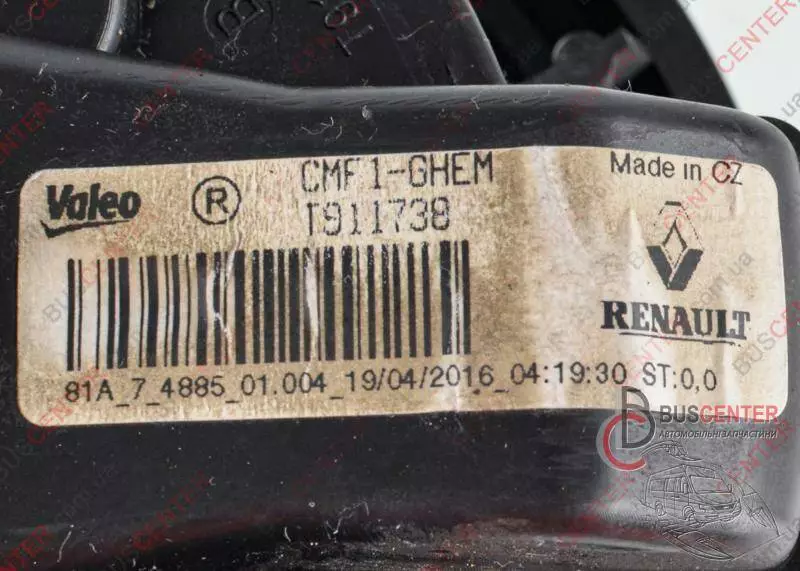 Valeo
®
CMF1-GHEM
T911738
Made in CZ
RENAULT
81A_7_4885_01.004_19/04/2016_04:19:30 ST:0,0
BUSCENTER
АВТОМОБІЛЬНІ ЗАПЧАСТИНИ